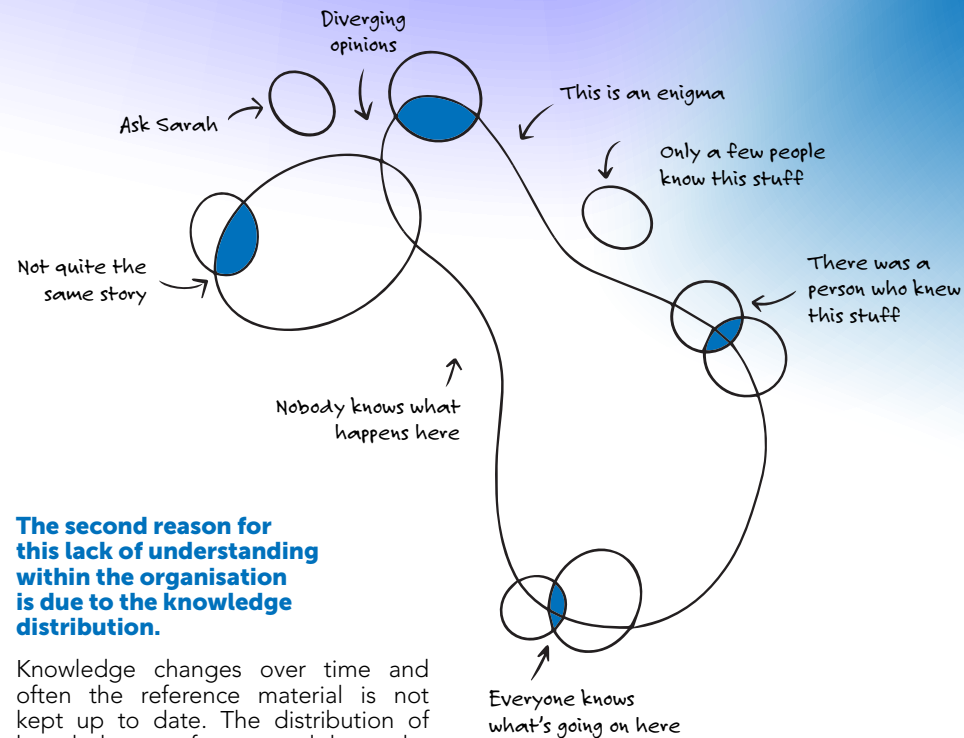 Diverging
opinions
Ask Sarah
This is an enigma
Only a few people
know this stuff
Not quite the
same story
There was a
person who knew
this stuff
Nobody knows what
happens here
The second reason for
this lack of understanding
within the organisation
is due to the knowledge
distribution.
Knowledge changes over time and
often the reference material is not
kept up to date. The distribution of
Everyone knows
what's going on here